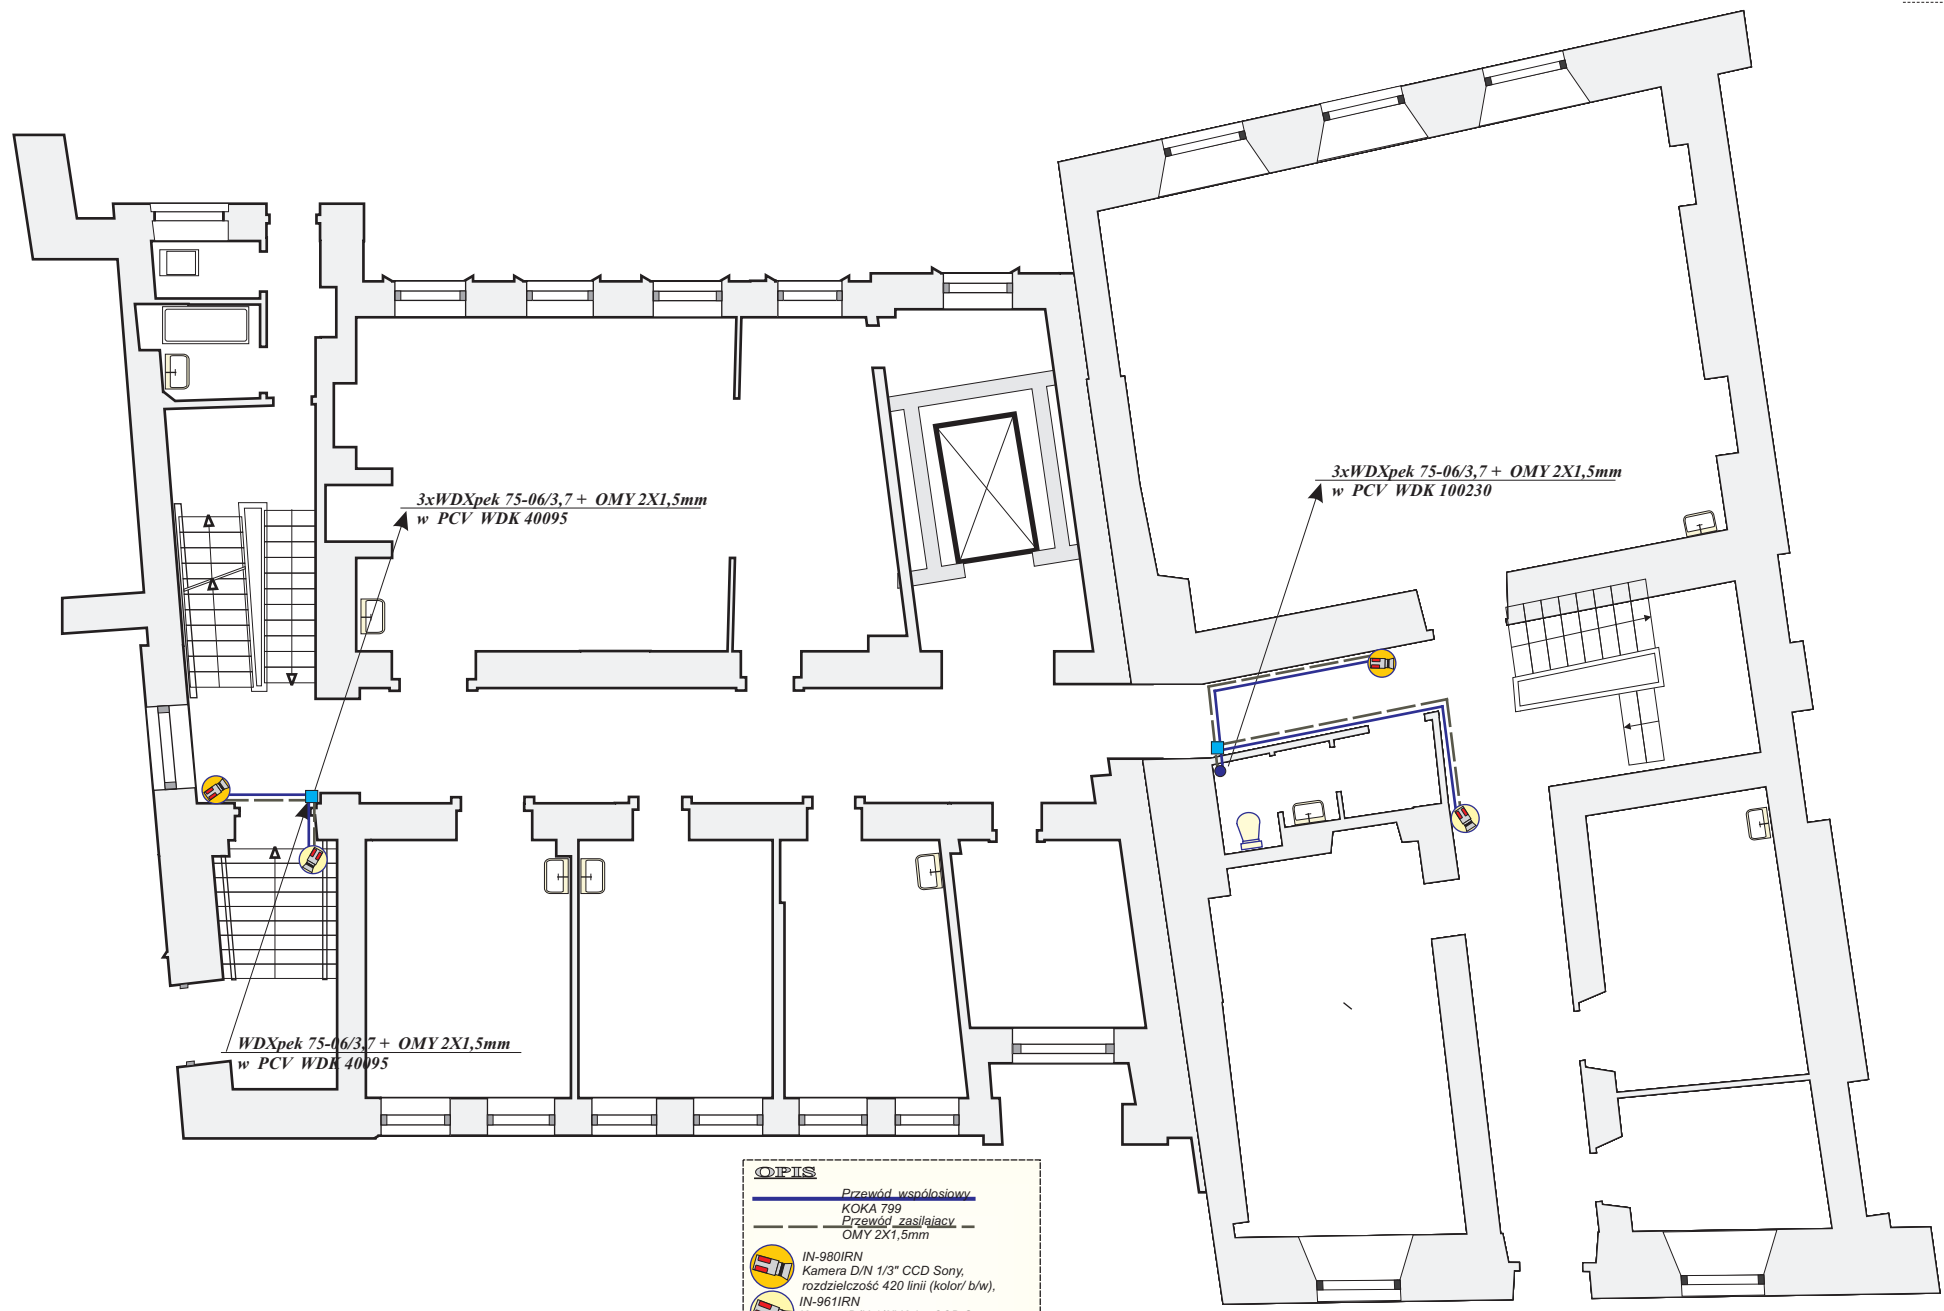 3xWDXpek 75-06/3,7 + OMY 2X1,5mm
w PCV WDK 100230
3xWDXpek 75-06/3,7 + OMY 2X1,5mm
w PCV WDK 40095
WDXpek 75-06/3,7 + OMY 2X1,5mm
w PCV WDK 40095
OPIS
Przewód współosiowy
KOKA 799
Przewód zasilający
OMY 2X1,5mm
IN-980IRN
Kamera D/N 1/3" CCD Sony,
rozdzielczość 420 linii (kolor/ b/w),
IN-961IRN